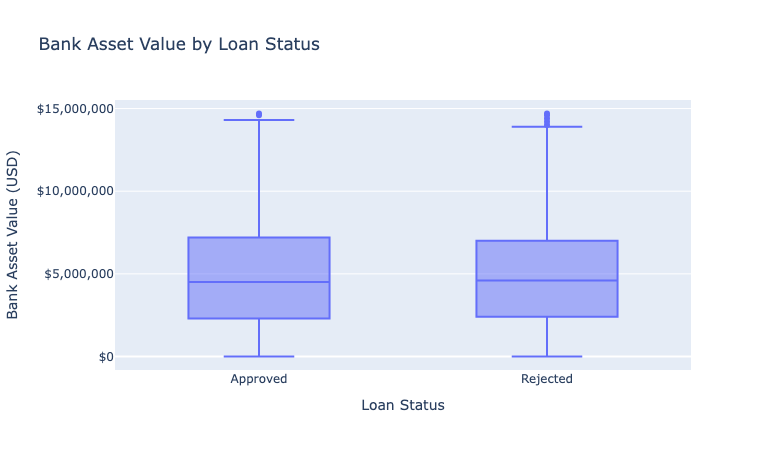 Bank Asset Value by Loan Status
Bank Asset Value (USD)
$15,000,000
$10,000,000
$5,000,000
$0
Approved
Rejected
Loan Status